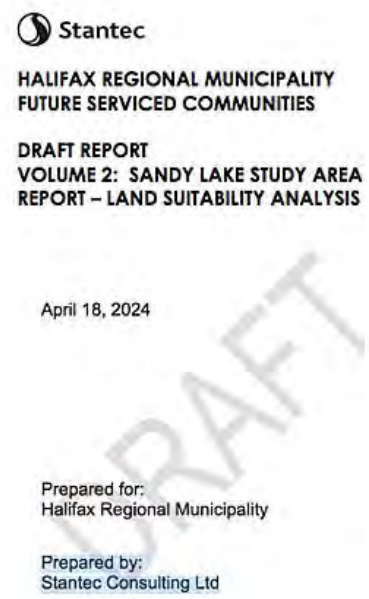 Stantec
HALIFAX REGIONAL MUNICIPALITY
FUTURE SERVICED COMMUNITIES
DRAFT REPORT
VOLUME 2: SANDY LAKE STUDY AREA
REPORT – LAND SUITABILITY ANALYSIS
April 18, 2024
DRAFT
Prepared for:
Halifax Regional Municipality
Prepared by:
Stantec Consulting Ltd